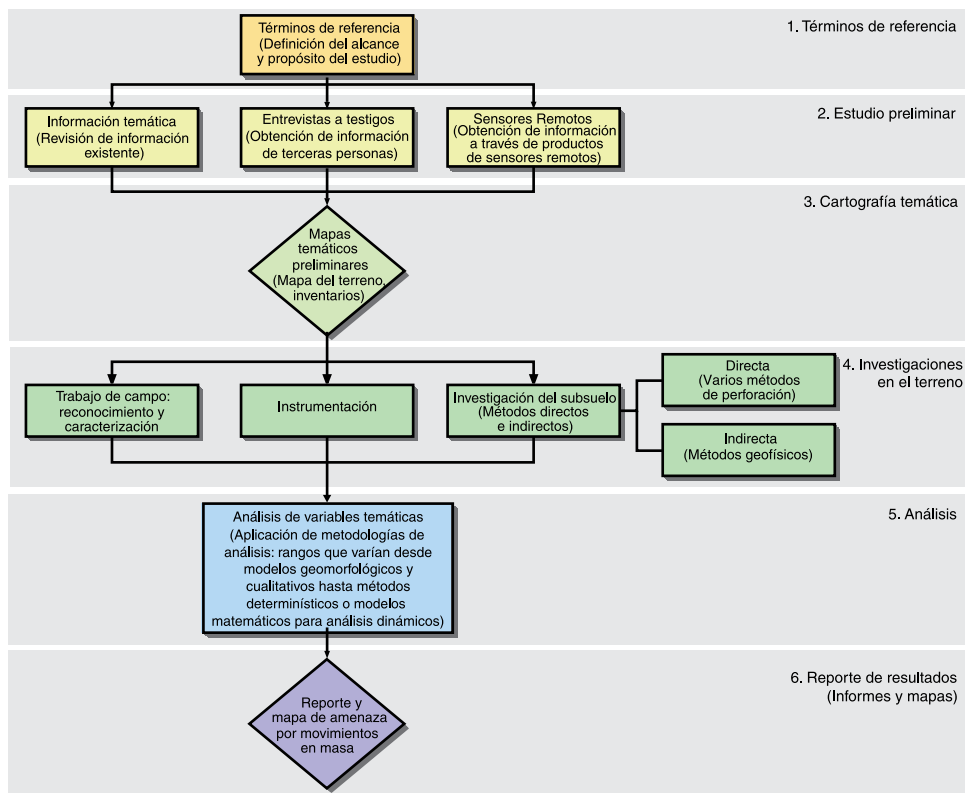 Términos de referencia
(Definición del alcance
y propósito del estudio)
1. Términos de referencia
Información temática
(Revisión de información
existente)
Entrevistas a testigos
(Obtención de información
de terceras personas)
Sensores Remotos
(Obtención de información
a través de productos
de sensores remotos)
2. Estudio preliminar
3. Cartografía temática
Mapas
temáticos
preliminares
(Mapa del terreno,
inventarios)
4. Investigaciones
en el terreno
Trabajo de campo:
reconocimiento y
caracterización
Instrumentación
Investigación del subsuelo
(Métodos directos
e indirectos)
Directa
(Varios métodos
de perforación)
Indirecta
(Métodos geofísicos)
5. Análisis
Análisis de variables temáticas
(Aplicación de metodologías de
análisis: rangos que varían desde
modelos geomorfológicos y
cualitativos hasta métodos
determinísticos o modelos
matemáticos para análisis dinámicos)
6. Reporte de resultados
(Informes y mapas)
Reporte y
mapa de amenaza
por movimientos
en masa